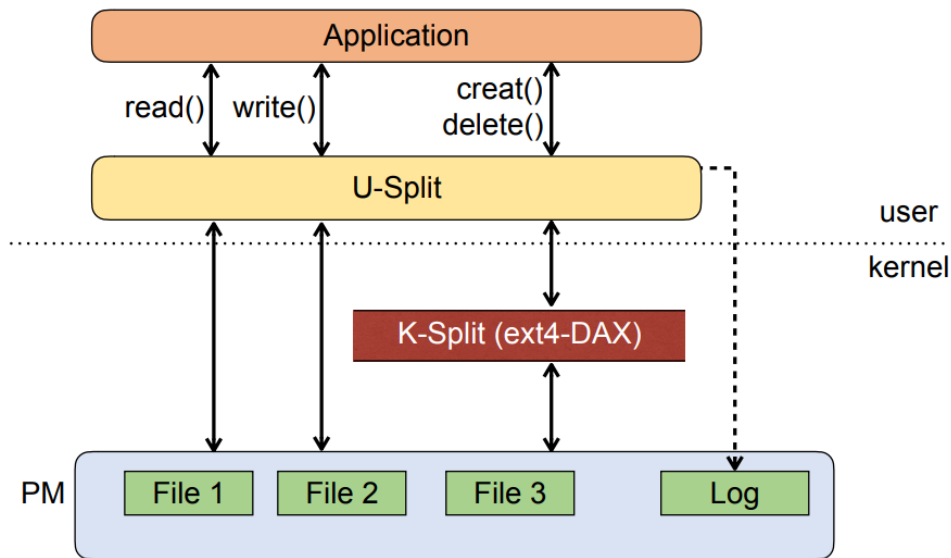 Application
read()
write()
creat()
delete()
U-Split
user
kernel
K-Split (ext4-DAX)
PM
File 1
File 2
File 3
Log